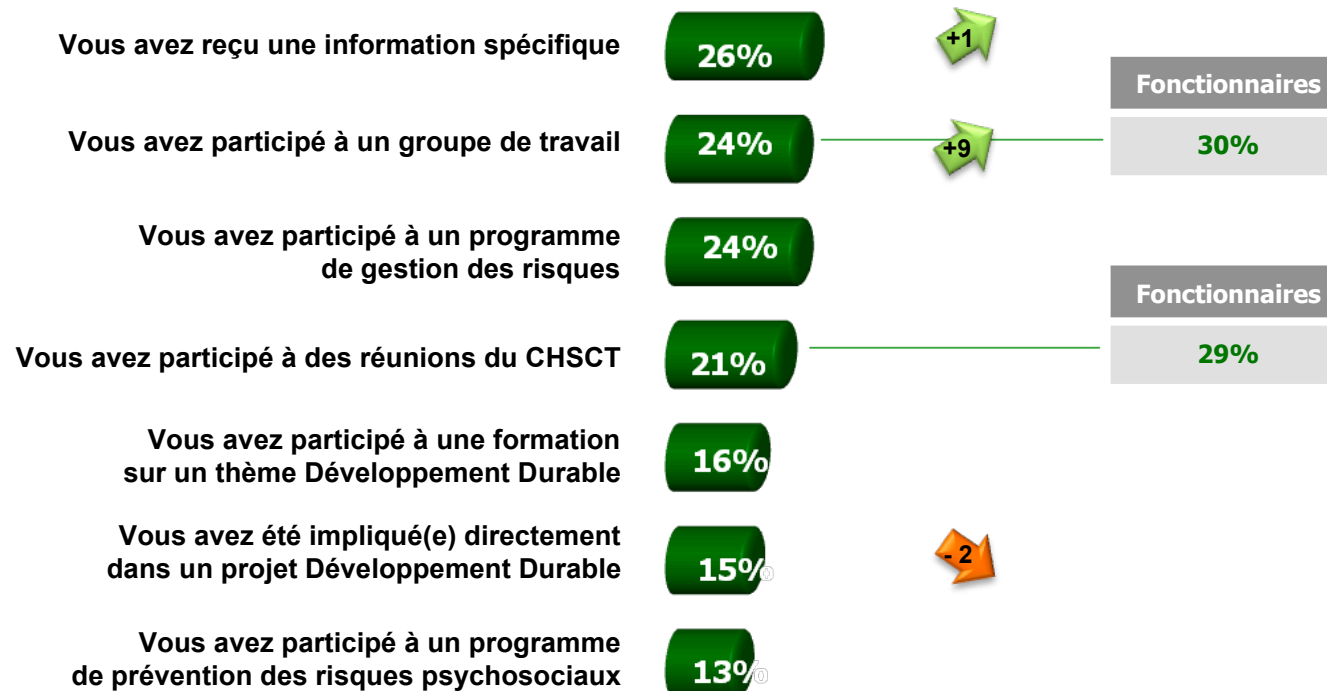 Vous avez reçu une information spécifique
26%
+1
Fonctionnaires
Vous avez participé à un groupe de travail
24%
+9
30%
Vous avez participé à un programme
de gestion des risques
24%
Fonctionnaires
Vous avez participé à des réunions du CHSCT
21%
29%
Vous avez participé à une formation
sur un thème Développement Durable
16%
Vous avez été impliqué(e) directement
dans un projet Développement Durable
15%
- 2
Vous avez participé à un programme
de prévention des risques psychosociaux
13%